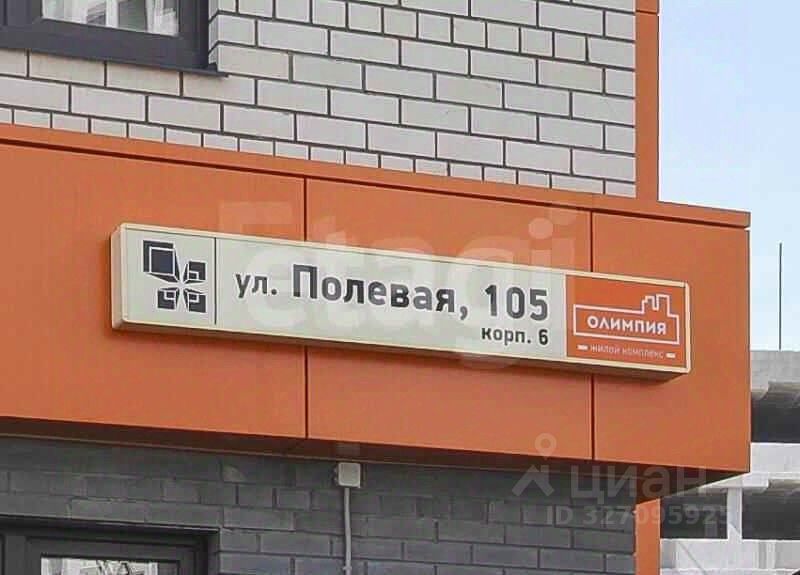 ул. Полевая, 105
корп. 6
ОЛИМПИЯ
ЖИЛОЙ КОМПЛЕКС
Etagi
циан
ID 327095925